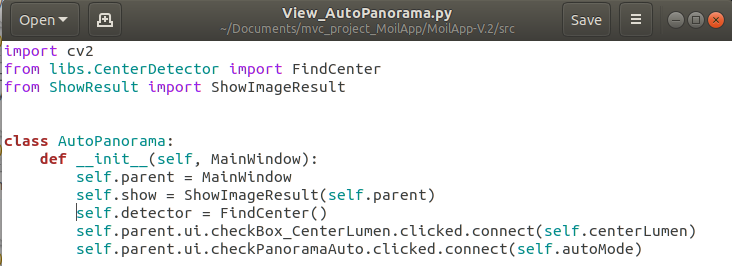 Open
View_AutoPanorama.py
~/Documents/mvc_project_MoilApp/MoilApp-V.2/src
Save
import cv2
from libs.CenterDetector import FindCenter
from ShowResult import ShowImageResult
class AutoPanorama:
    def __init__(self, MainWindow):
        self.parent = MainWindow
        self.show = ShowImageResult(self.parent)
        self.detector = FindCenter()
        self.parent.ui.checkBox_CenterLumen.clicked.connect(self.centerLumen)
        self.parent.ui.checkPanoramaAuto.clicked.connect(self.autoMode)